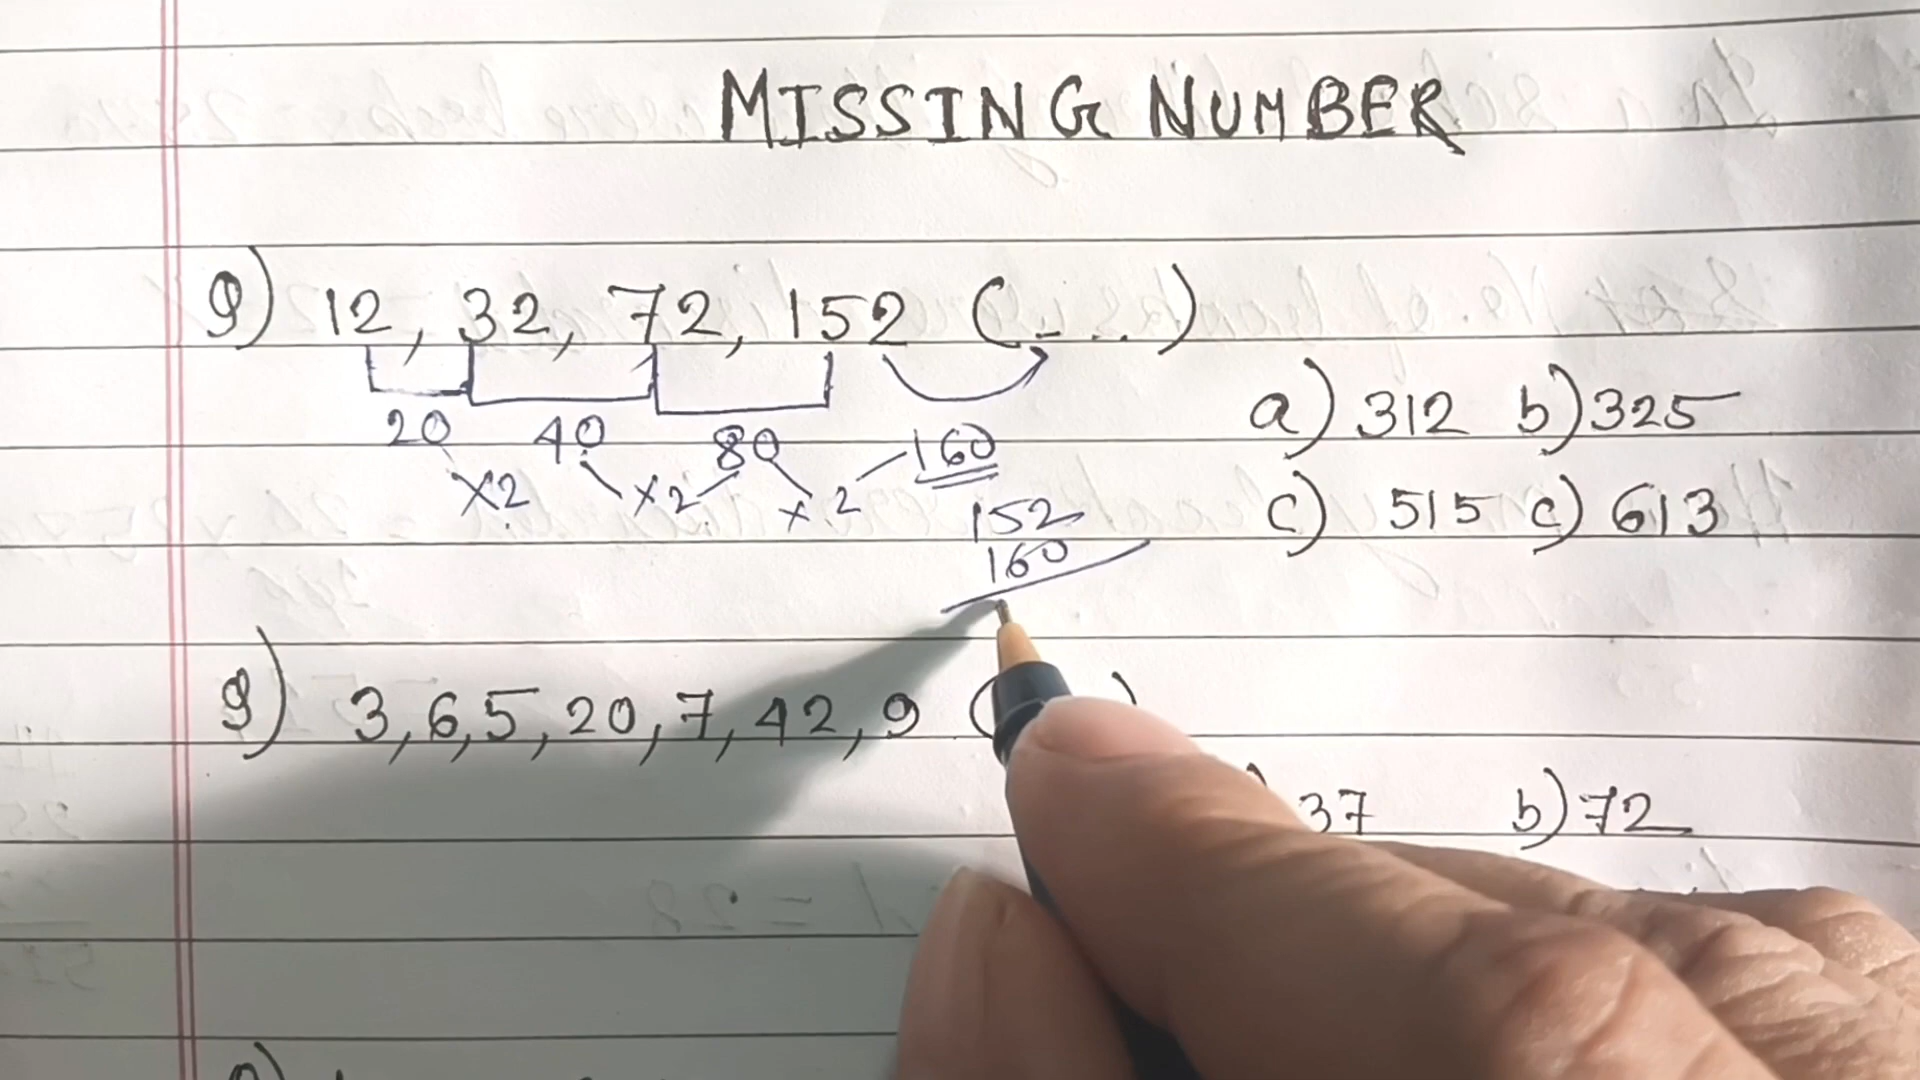 MISSING NUMBER
9) 12, 32, 72, 152 (- ..)
20 40 80 160
×2 ×2 ×2
152
160
a) 312 b) 325
c) 515 c) 613
9) 3, 6, 5, 20, 7, 42, 9 ( )
37 b) 72